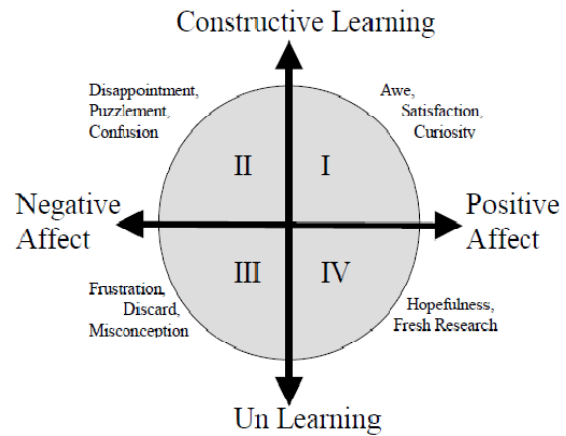 Constructive Learning
Disappointment,
Puzzlement,
Confusion
Awe,
Satisfaction,
Curiosity
II
I
Negative
Affect
Positive
Affect
III
IV
Frustration,
Discard,
Misconception
Hopefulness,
Fresh Research
Un Learning